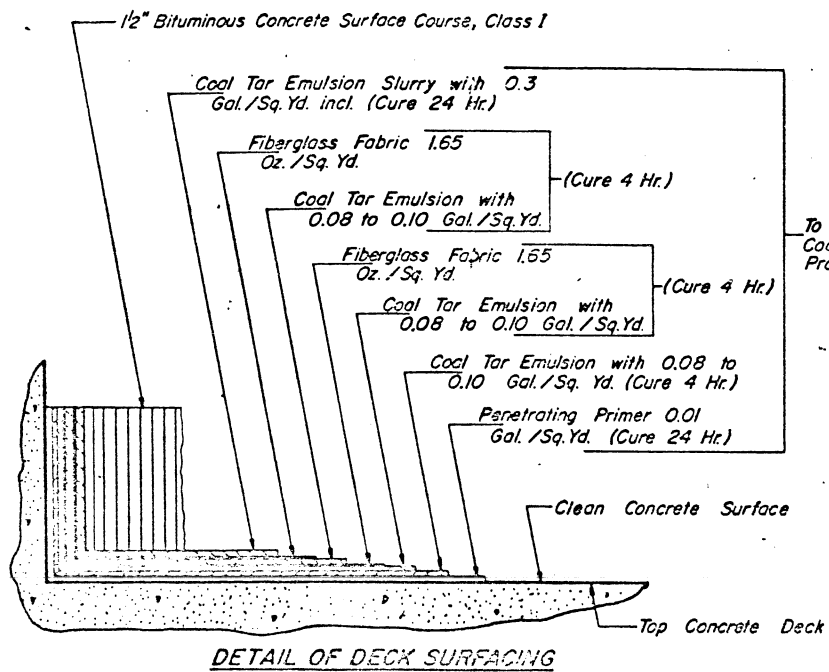 1½" Bituminous Concrete Surface Course, Class I
Coal Tar Emulsion Slurry with 0.3
Gal./Sq.Yd. incl. (Cure 24 Hr.)
Fiberglass Fabric 1.65
Oz./Sq. Yd.
(Cure 4 Hr.)
Coal Tar Emulsion with
0.08 to 0.10 Gal./Sq.Yd.
To
Coa
Pro
Fiberglass Fabric 1.65
Oz./Sq. Yd.
(Cure 4 Hr.)
Coal Tar Emulsion with
0.08 to 0.10 Gal./Sq.Yd.
Coal Tar Emulsion with 0.08 to
0.10 Gal./Sq. Yd. (Cure 4 Hr.)
Penetrating Primer 0.01
Gal./Sq.Yd. (Cure 24 Hr.)
Clean Concrete Surface
Top Concrete Deck
DETAIL OF DECK SURFACING